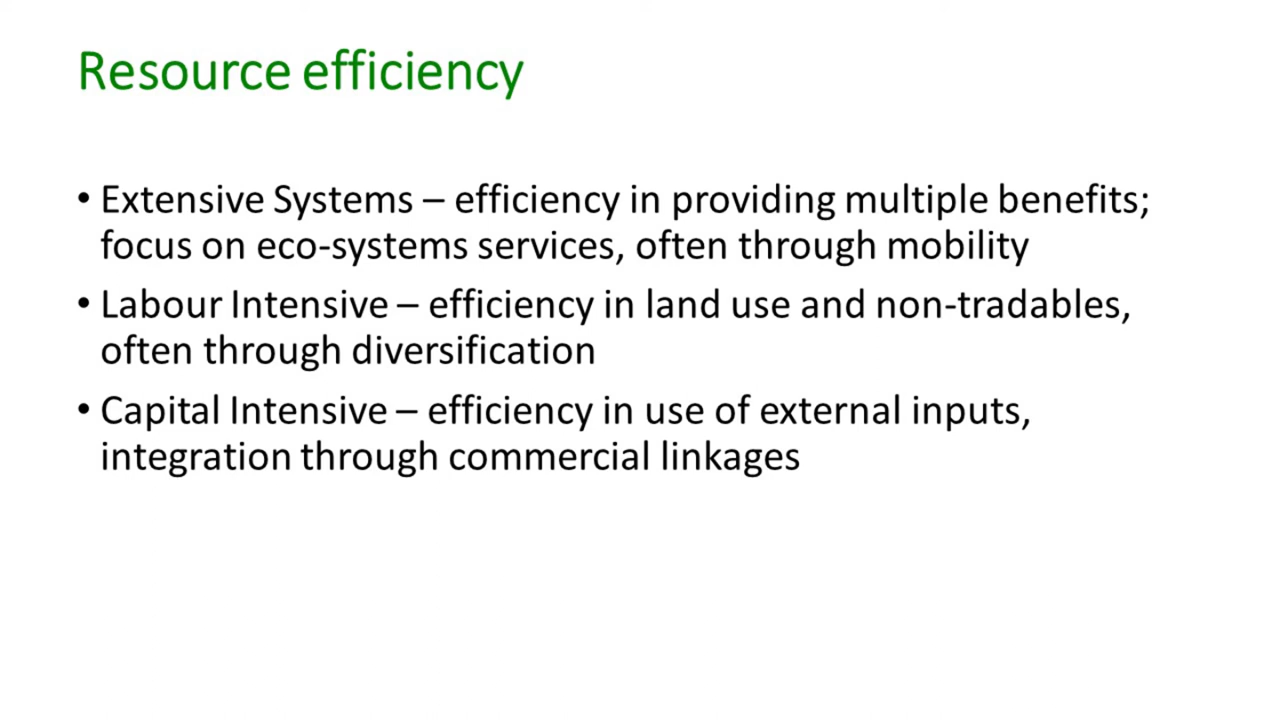 Resource efficiency
• Extensive Systems – efficiency in providing multiple benefits;
focus on eco-systems services, often through mobility
• Labour Intensive – efficiency in land use and non-tradables,
often through diversification
• Capital Intensive – efficiency in use of external inputs,
integration through commercial linkages